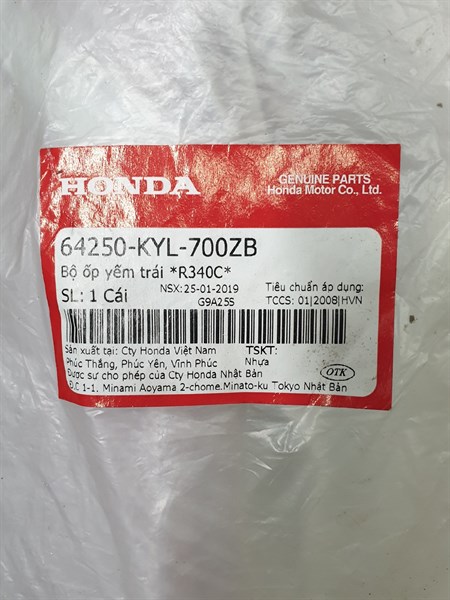 HONDA
GENUINE PARTS
Honda Motor Co., Ltd.
64250-KYL-700ZB
Bộ ốp yếm trái *R340C*
SL: 1 Cái
NSX: 25-01-2019
G9A25S
Tiêu chuẩn áp dụng:
TCCS: 01|2008|HVN
Sản xuất tại: Cty Honda Việt Nam
Phúc Thắng, Phúc Yên, Vĩnh Phúc
TSKT:
Nhựa
Được sự cho phép của Cty Honda Nhật Bản
Đ.C 1-1. Minami Aoyama 2-chome.Minato-ku Tokyo Nhật Bản
OTK